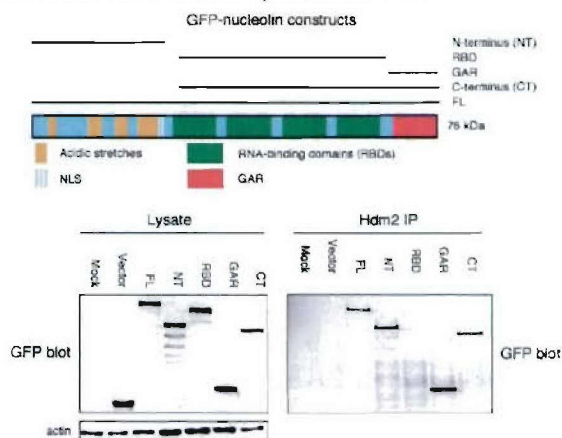 GFP-nucleolin constructs
N-terminus (NT)
RBD
GAR
C-terminus (CT)
FL
76 kDa
Acidic stretches
RNA-binding domains (RBDs)
NLS
GAR
Lysate
Hdm2 IP
Mock
Vector
FL
NT
RBD
GAR
CT
Mock
Vector
FL
NT
RBD
GAR
CT
GFP blot
GFP blot
actin